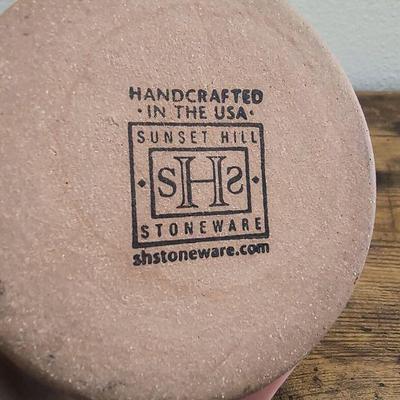 HANDCRAFTED
• IN THE USA •
SUNSET HILL
• SHS •
STONEWARE
shstoneware.com